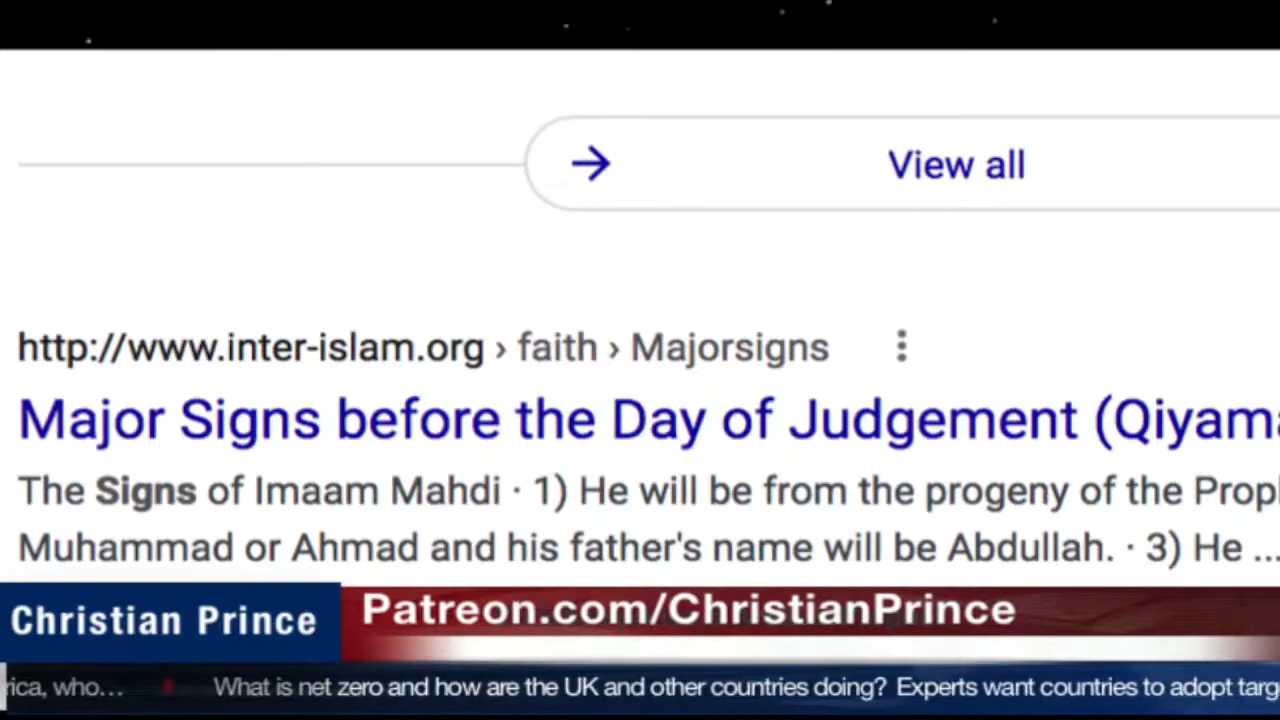 View all
http://www.inter-islam.org › faith › Majorsigns
Major Signs before the Day of Judgement (Qiyama
The Signs of Imaam Mahdi · 1) He will be from the progeny of the Proph
Muhammad or Ahmad and his father's name will be Abdullah. · 3) He ...
Christian Prince
Patreon.com/ChristianPrince
rica, who... What is net zero and how are the UK and other countries doing? Experts want countries to adopt targ